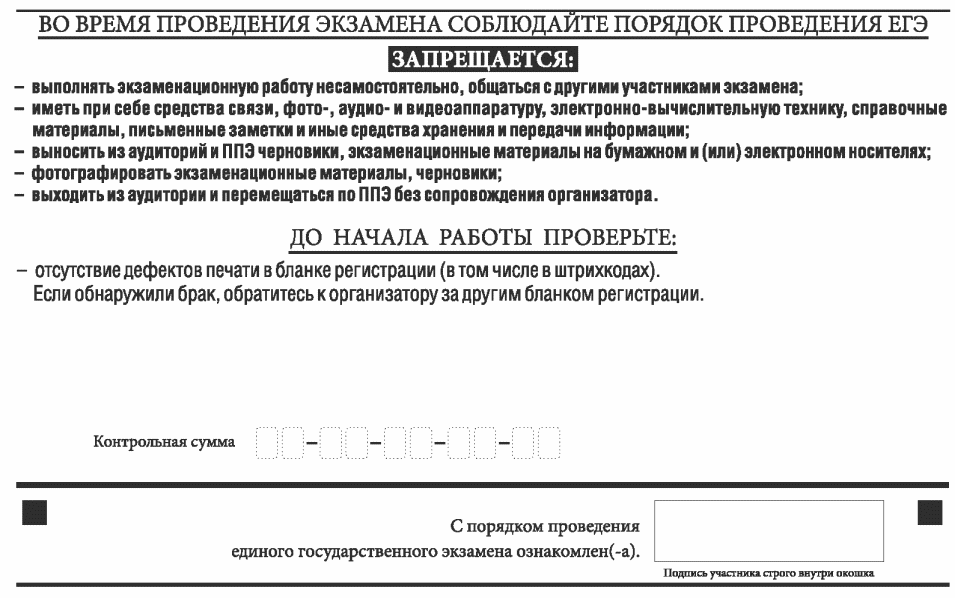 ВО ВРЕМЯ ПРОВЕДЕНИЯ ЭКЗАМЕНА СОБЛЮДАЙТЕ ПОРЯДОК ПРОВЕДЕНИЯ ЕГЭ
ЗАПРЕЩАЕТСЯ:
– выполнять экзаменационную работу несамостоятельно, общаться с другими участниками экзамена;
– иметь при себе средства связи, фото-, аудио- и видеоаппаратуру, электронно-вычислительную технику, справочные
материалы, письменные заметки и иные средства хранения и передачи информации;
– выносить из аудиторий и ППЭ черновики, экзаменационные материалы на бумажном и (или) электронном носителях;
– фотографировать экзаменационные материалы, черновики;
– выходить из аудитории и перемещаться по ППЭ без сопровождения организатора.
ДО НАЧАЛА РАБОТЫ ПРОВЕРЬТЕ:
– отсутствие дефектов печати в бланке регистрации (в том числе в штрихкодах).
Если обнаружили брак, обратитесь к организатору за другим бланком регистрации.
Контрольная сумма – – – –
С порядком проведения
единого государственного экзамена ознакомлен(-а).
Подпись участника строго внутри окошка